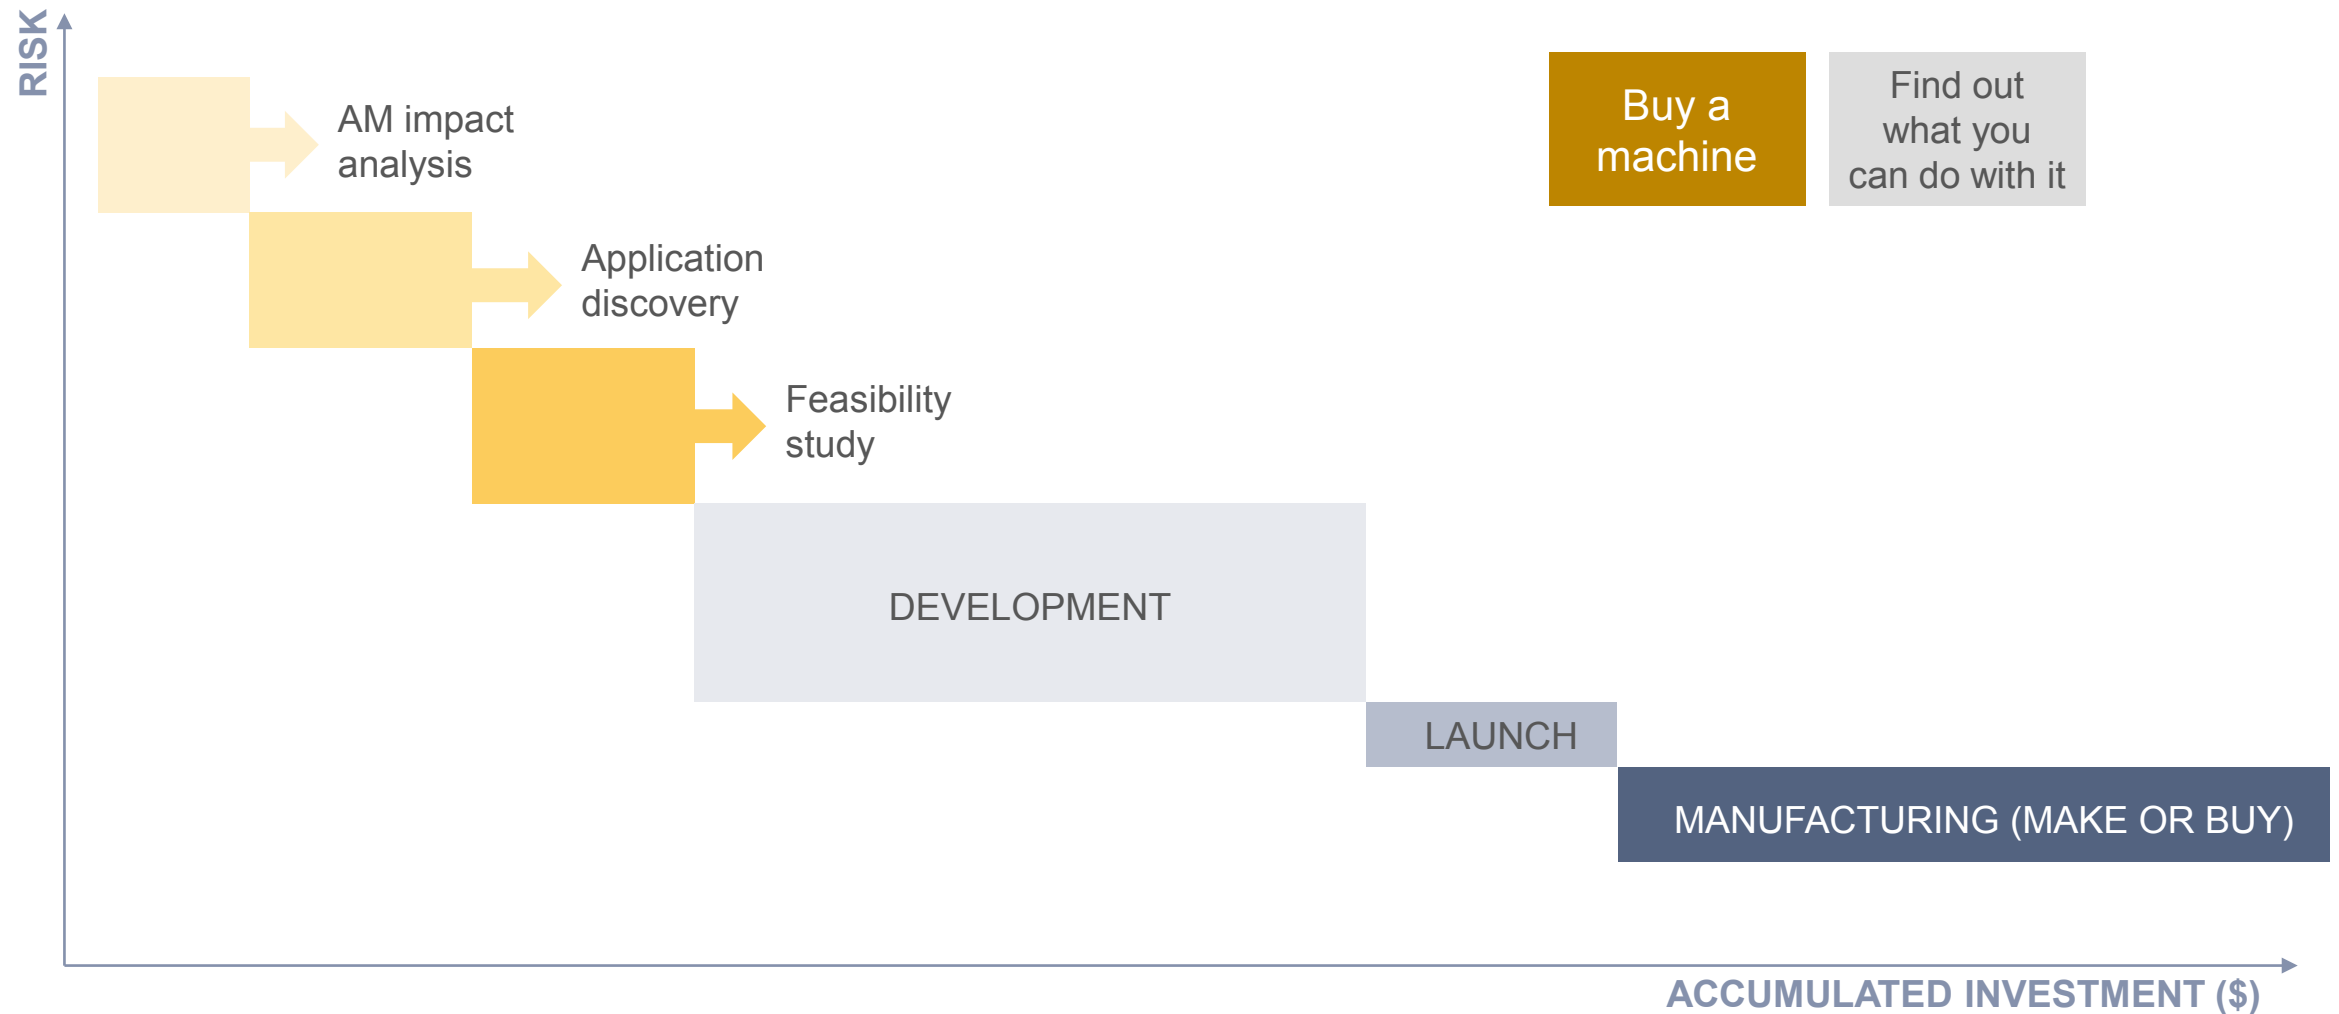 RISK
AM impact
analysis
Buy a
machine
Find out
what you
can do with it
Application
discovery
Feasibility
study
DEVELOPMENT
LAUNCH
MANUFACTURING (MAKE OR BUY)
ACCUMULATED INVESTMENT ($)